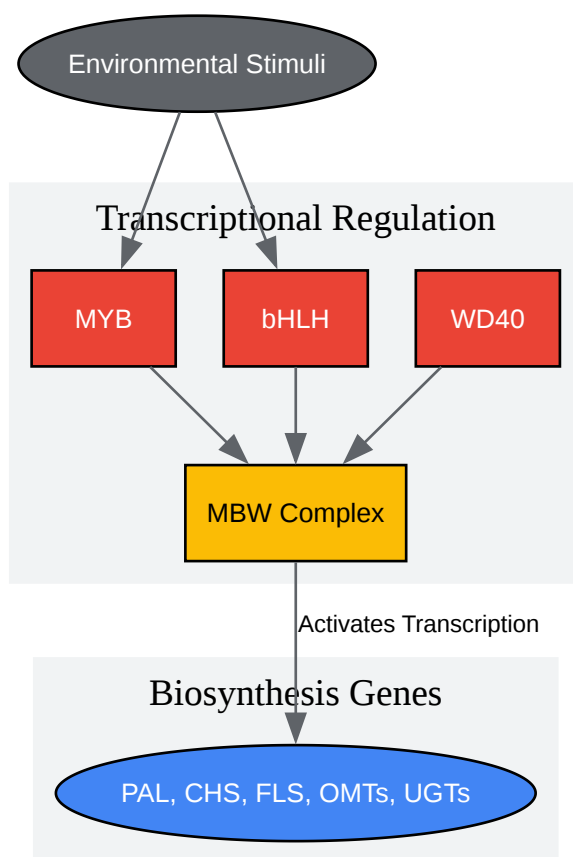 Environmental Stimuli
Transcriptional Regulation
MYB
bHLH
WD40
MBW Complex
Activates Transcription
Biosynthesis Genes
PAL, CHS, FLS, OMTs, UGTs